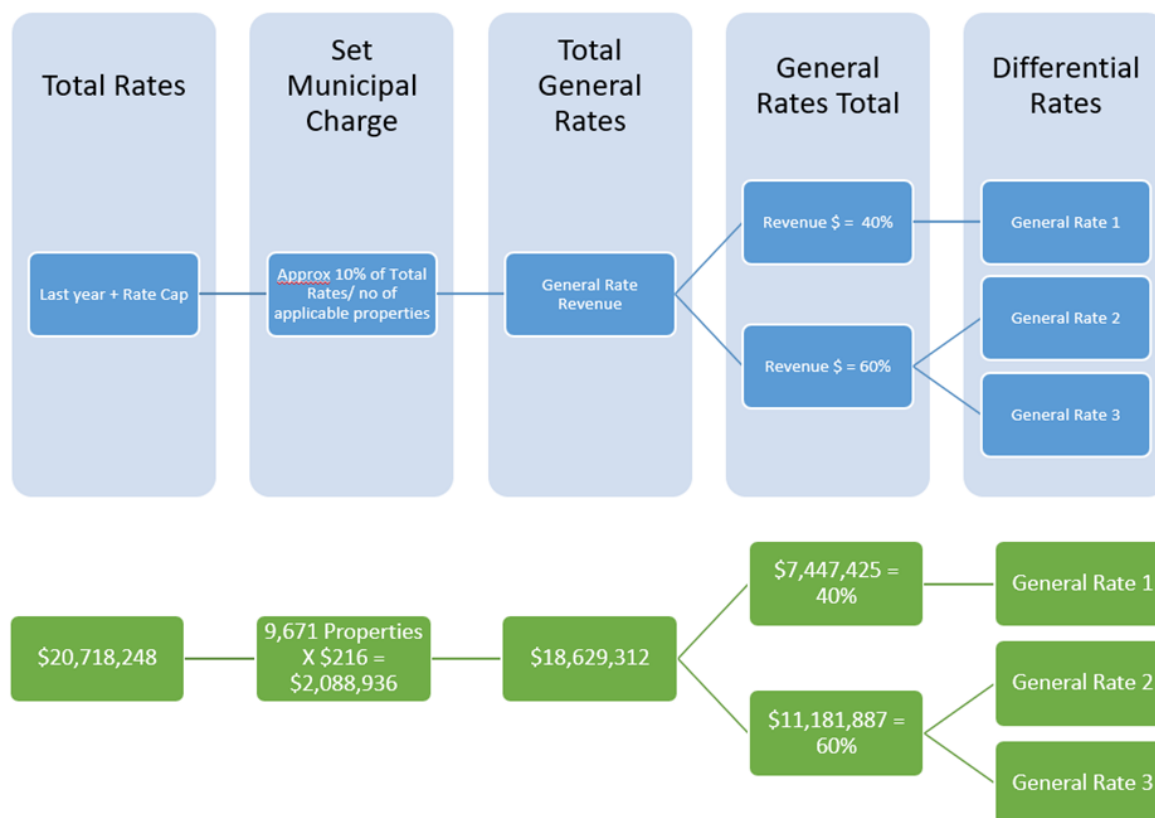 Total Rates
Set
Municipal
Charge
Total
General
Rates
General
Rates Total
Differential
Rates
Last year + Rate Cap
Approx 10% of Total
Rates/ no of
applicable properties
General Rate
Revenue
Revenue $ =  40%
Revenue $ = 60%
General Rate 1
General Rate 2
General Rate 3
$20,718,248
9,671 Properties
X $216 =
$2,088,936
$18,629,312
$7,447,425 =
40%
$11,181,887 =
60%
General Rate 1
General Rate 2
General Rate 3